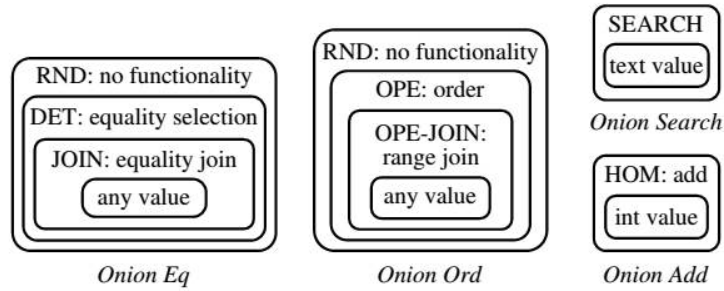 RND: no functionality
DET: equality selection
JOIN: equality join
any value
Onion Eq
RND: no functionality
OPE: order
OPE-JOIN:
range join
any value
Onion Ord
SEARCH
text value
Onion Search
HOM: add
int value
Onion Add